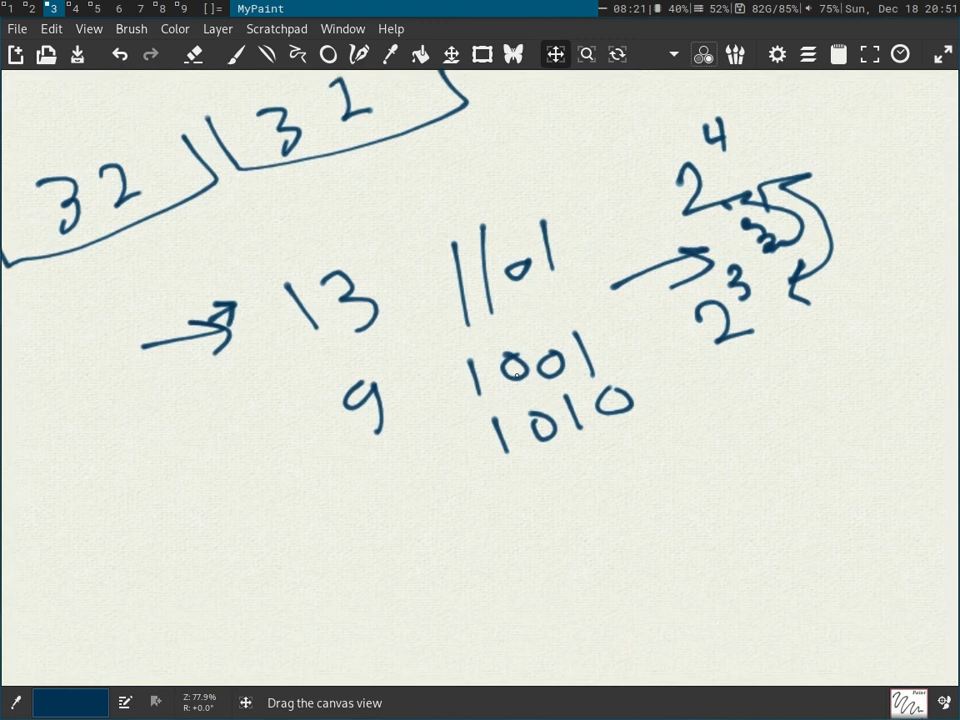 1 2 3 4 5 6 7 8 9 []= MyPaint 08:21 40% 52% 82G/85% 75% Sun, Dec 18 20:51
File Edit View Brush Color Layer Scratchpad Window Help
32 32
2^4
13 1101 2^3
9 1001
1010
Z: 77.9%
R: +0.0°
Drag the canvas view